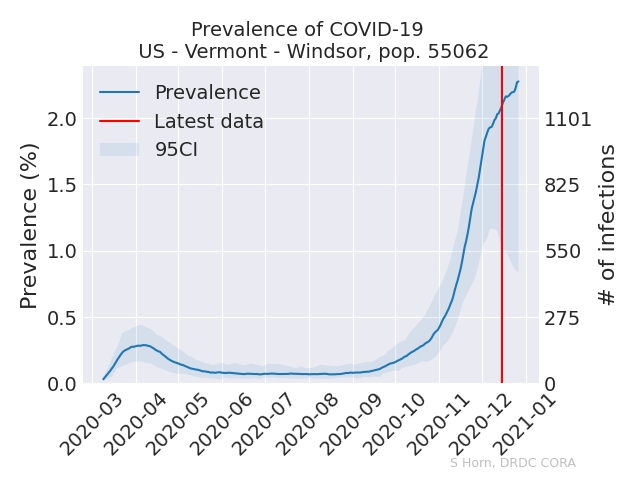 Prevalence of COVID-19
US - Vermont - Windsor, pop. 55062
Prevalence
Latest data
95CI
Prevalence (%)
2.0
1.5
1.0
0.5
0.0
# of infections
1101
825
550
275
0
2020-03
2020-04
2020-05
2020-06
2020-07
2020-08
2020-09
2020-10
2020-11
2020-12
2021-01
S Horn, DRDC CORA